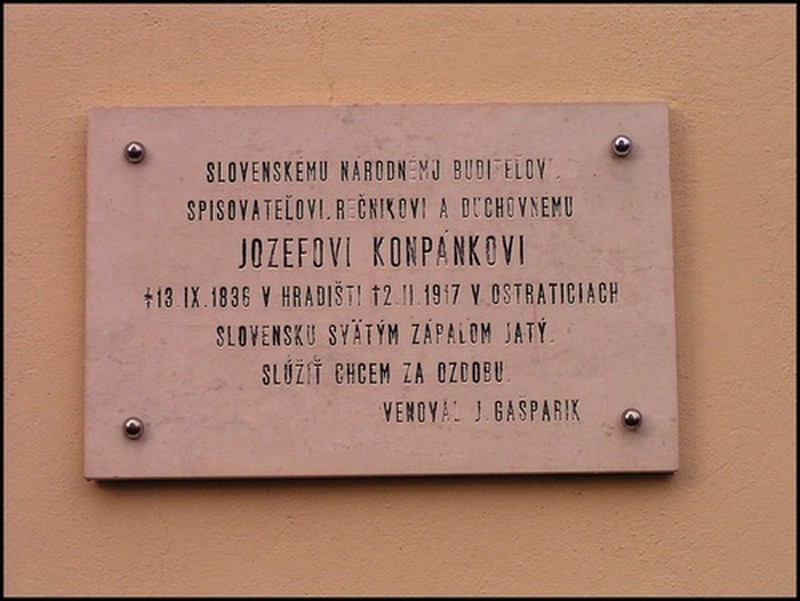 SLOVENSKÉMU NÁRODNÉMU BUDITEĽOVI,
SPISOVATEĽOVI, REČNIKOVI A DUCHOVNÉMU
JOZEFOVI KONPÁNKOVI
✝13.IX.1836 V HRADIŠTI ✝2.II.1917 V OSTRATICIACH
SLOVENSKU SVÄTÝM ZÁPALOM JATÝ,
SLÚŽIŤ CHCEM ZA OZDOBU.
VENOVAL J. GAŠPARIK